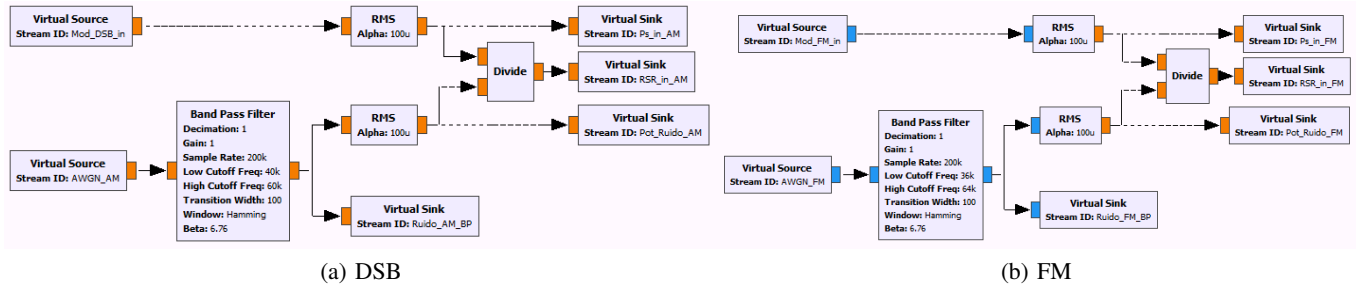 Virtual Source
Stream ID: Mod_DSB_in
RMS
Alpha: 100u
Virtual Sink
Stream ID: Ps_in_AM
Divide
Virtual Sink
Stream ID: RSR_in_AM
Band Pass Filter
Decimation: 1
Gain: 1
Sample Rate: 200k
Low Cutoff Freq: 40k
High Cutoff Freq: 60k
Transition Width: 100
Window: Hamming
Beta: 6.76
RMS
Alpha: 100u
Virtual Sink
Stream ID: Pot_Ruido_AM
Virtual Source
Stream ID: AWGN_AM
Virtual Sink
Stream ID: Ruido_AM_BP
(a) DSB
Virtual Source
Stream ID: Mod_FM_in
RMS
Alpha: 100u
Virtual Sink
Stream ID: Ps_in_FM
Divide
Virtual Sink
Stream ID: RSR_in_FM
Band Pass Filter
Decimation: 1
Gain: 1
Sample Rate: 200k
Low Cutoff Freq: 36k
High Cutoff Freq: 64k
Transition Width: 100
Window: Hamming
Beta: 6.76
RMS
Alpha: 100u
Virtual Sink
Stream ID: Pot_Ruido_FM
Virtual Source
Stream ID: AWGN_FM
Virtual Sink
Stream ID: Ruido_FM_BP
(b) FM